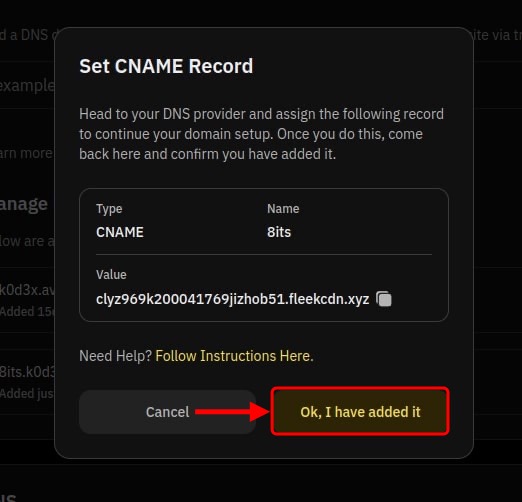 d a DNS
ite via
example
arn more
anage
low are a
k0d3x.av
Added 15
8its.k0d3
Added jus
Set CNAME Record
Head to your DNS provider and assign the following record
to continue your domain setup. Once you do this, come
back here and confirm you have added it.
Type
Name
CNAME
8its
Value
clyz969k200041769jizhob51.fleekcdn.xyz
Need Help? Follow Instructions Here.
Cancel
Ok, I have added it